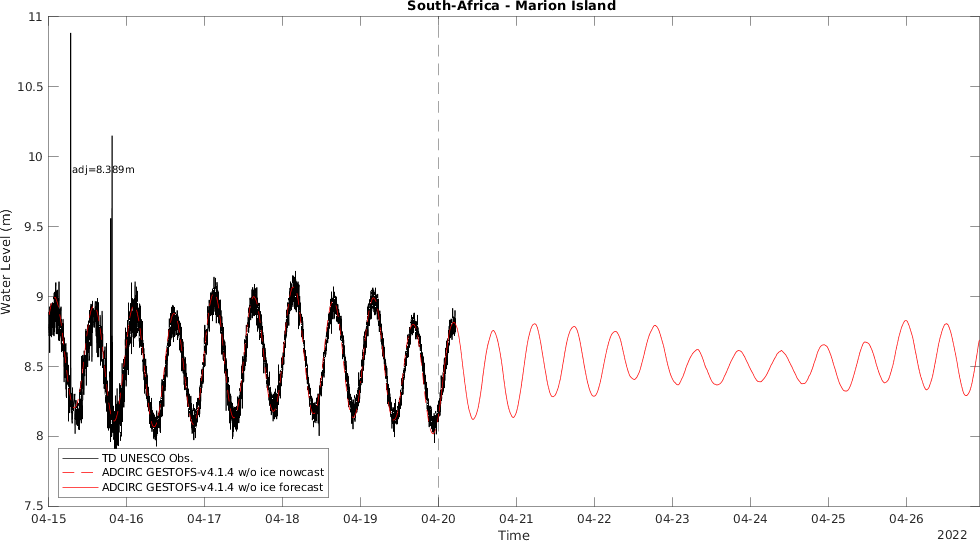 South-Africa - Marion Island
11
10.5
10
9.5
9
8.5
8
7.5
Water Level (m)
adj=8.389m
TD UNESCO Obs.
ADCIRC GESTOFS-v4.1.4 w/o ice nowcast
ADCIRC GESTOFS-v4.1.4 w/o ice forecast
04-15 04-16 04-17 04-18 04-19 04-20 04-21 04-22 04-23 04-24 04-25 04-26
Time
2022